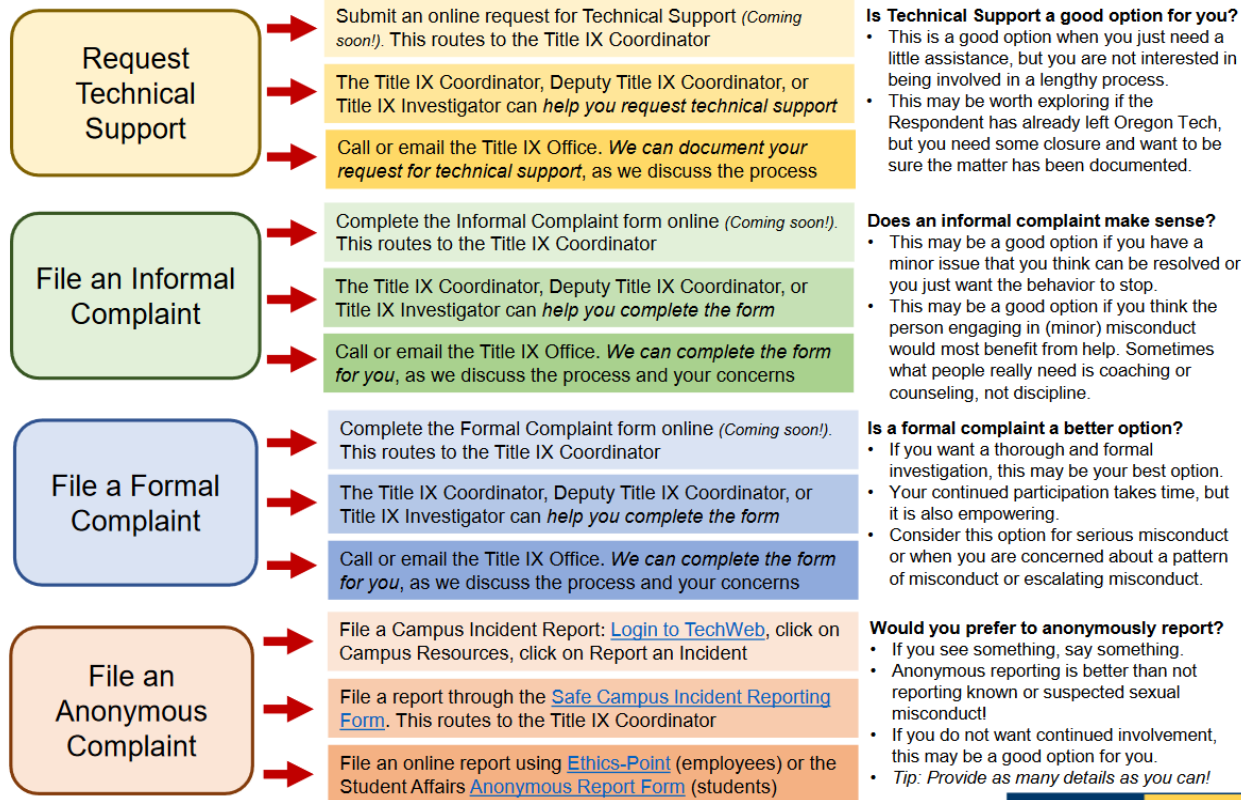 Request
Technical
Support
Submit an online request for Technical Support (Coming
soon!). This routes to the Title IX Coordinator
The Title IX Coordinator, Deputy Title IX Coordinator, or
Title IX Investigator can help you request technical support
Call or email the Title IX Office. We can document your
request for technical support, as we discuss the process
Is Technical Support a good option for you?
• This is a good option when you just need a
little assistance, but you are not interested in
being involved in a lengthy process.
• This may be worth exploring if the
Respondent has already left Oregon Tech,
but you need some closure and want to be
sure the matter has been documented.
File an Informal
Complaint
Complete the Informal Complaint form online (Coming soon!).
This routes to the Title IX Coordinator
The Title IX Coordinator, Deputy Title IX Coordinator, or
Title IX Investigator can help you complete the form
Call or email the Title IX Office. We can complete the form
for you, as we discuss the process and your concerns
Does an informal complaint make sense?
• This may be a good option if you have a
minor issue that you think can be resolved or
you just want the behavior to stop.
• This may be a good option if you think the
person engaging in (minor) misconduct
would most benefit from help. Sometimes
what people really need is coaching or
counseling, not discipline.
File a Formal
Complaint
Complete the Formal Complaint form online (Coming soon!).
This routes to the Title IX Coordinator
The Title IX Coordinator, Deputy Title IX Coordinator, or
Title IX Investigator can help you complete the form
Call or email the Title IX Office. We can complete the form
for you, as we discuss the process and your concerns
Is a formal complaint a better option?
• If you want a thorough and formal
investigation, this may be your best option.
• Your continued participation takes time, but
it is also empowering.
• Consider this option for serious misconduct
or when you are concerned about a pattern
of misconduct or escalating misconduct.
File an
Anonymous
Complaint
File a Campus Incident Report: Login to TechWeb, click on
Campus Resources, click on Report an Incident
File a report through the Safe Campus Incident Reporting
Form. This routes to the Title IX Coordinator
File an online report using Ethics-Point (employees) or the
Student Affairs Anonymous Report Form (students)
Would you prefer to anonymously report?
• If you see something, say something.
• Anonymous reporting is better than not
reporting known or suspected sexual
misconduct!
• If you do not want continued involvement,
this may be a good option for you.
• Tip: Provide as many details as you can!